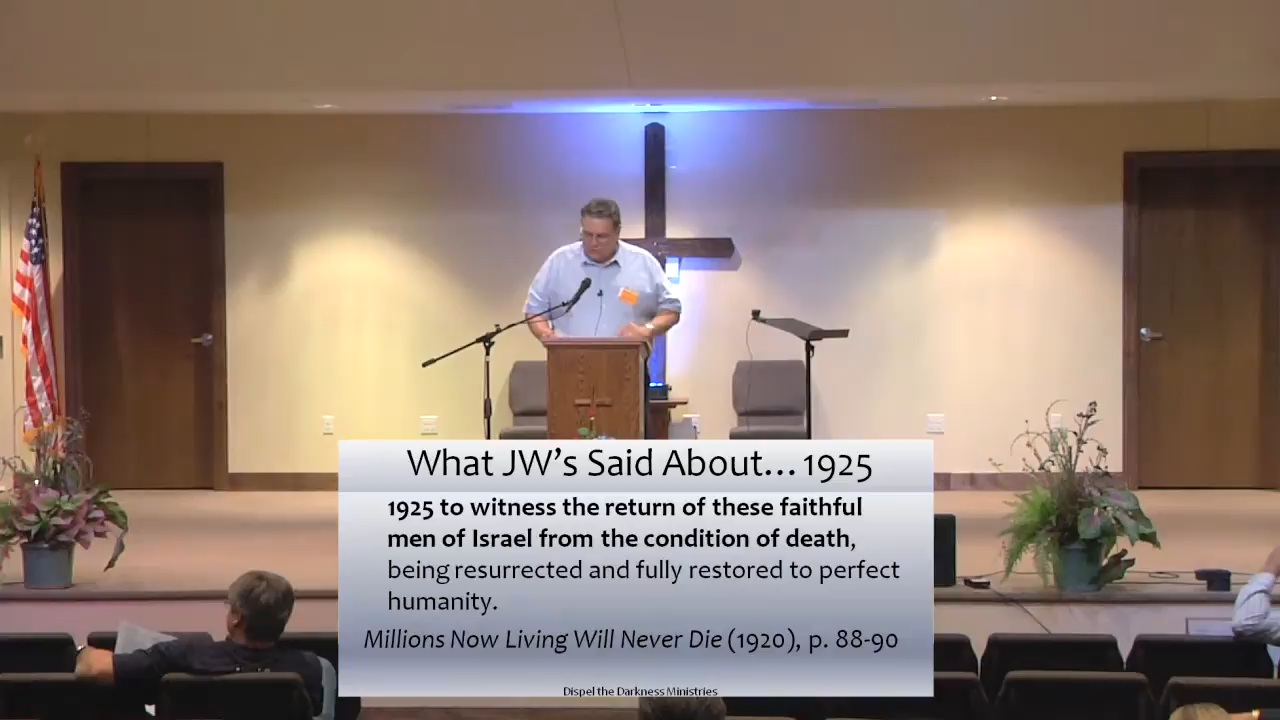 What JW's Said About... 1925
1925 to witness the return of these faithful
men of Israel from the condition of death,
being resurrected and fully restored to perfect
humanity.
Millions Now Living Will Never Die (1920), p. 88-90
Dispel the Darkness Ministries